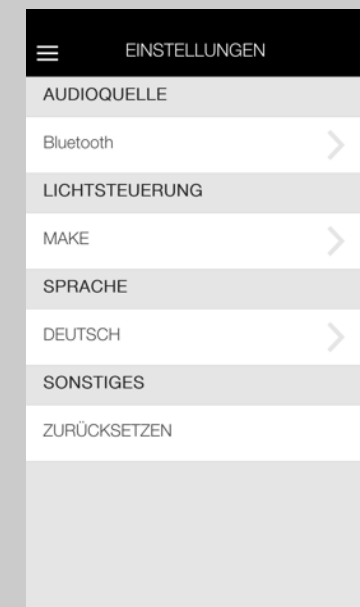 EINSTELLUNGEN
AUDIOQUELLE
Bluetooth
LICHTSTEUERUNG
MAKE
SPRACHE
DEUTSCH
SONSTIGES
ZURÜCKSETZEN